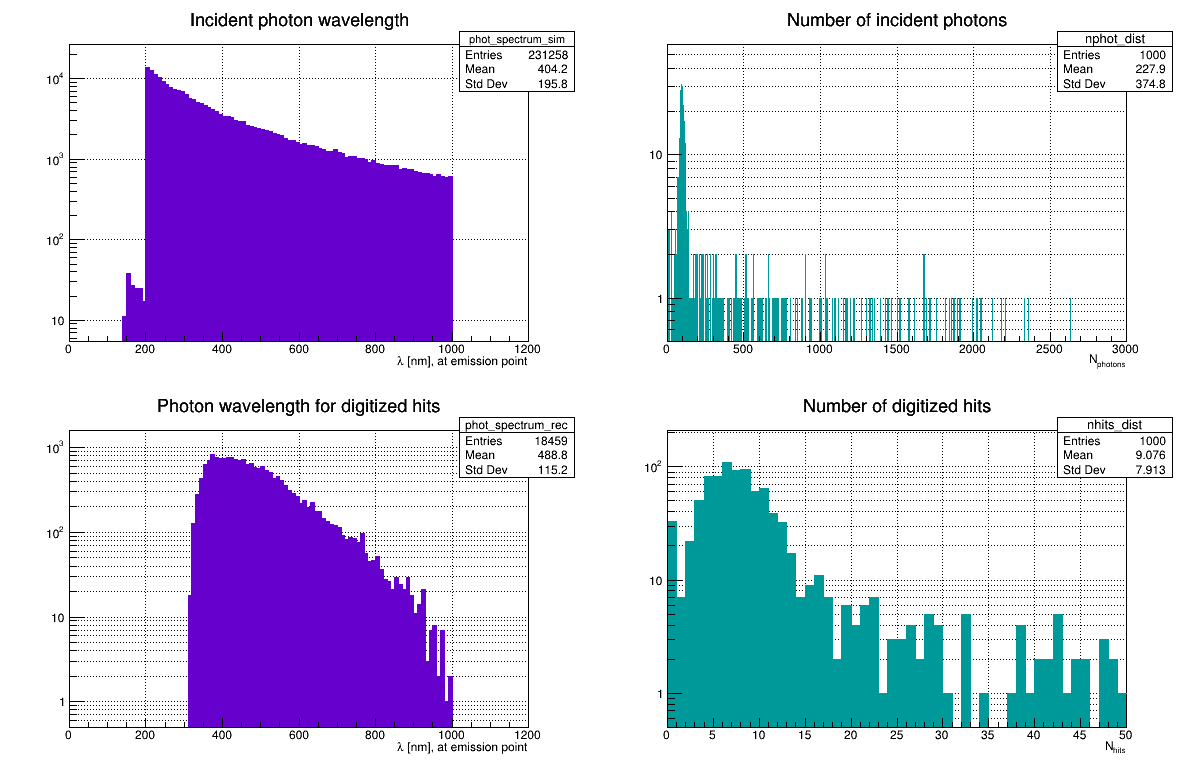 Incident photon wavelength
phot_spectrum_sim
Entries 231258
Mean 404.2
Std Dev 195.8
10⁴
10³
10²
10
0 200 400 600 800 1000 1200
λ [nm], at emission point
Number of incident photons
nphot_dist
Entries 1000
Mean 227.9
Std Dev 374.8
10
1
0 500 1000 1500 2000 2500 3000
Nphotons
Photon wavelength for digitized hits
phot_spectrum_rec
Entries 18459
Mean 488.8
Std Dev 115.2
10³
10²
10
1
0 200 400 600 800 1000 1200
λ [nm], at emission point
Number of digitized hits
nhits_dist
Entries 1000
Mean 9.076
Std Dev 7.913
10²
10
1
0 5 10 15 20 25 30 35 40 45 50
Nhits